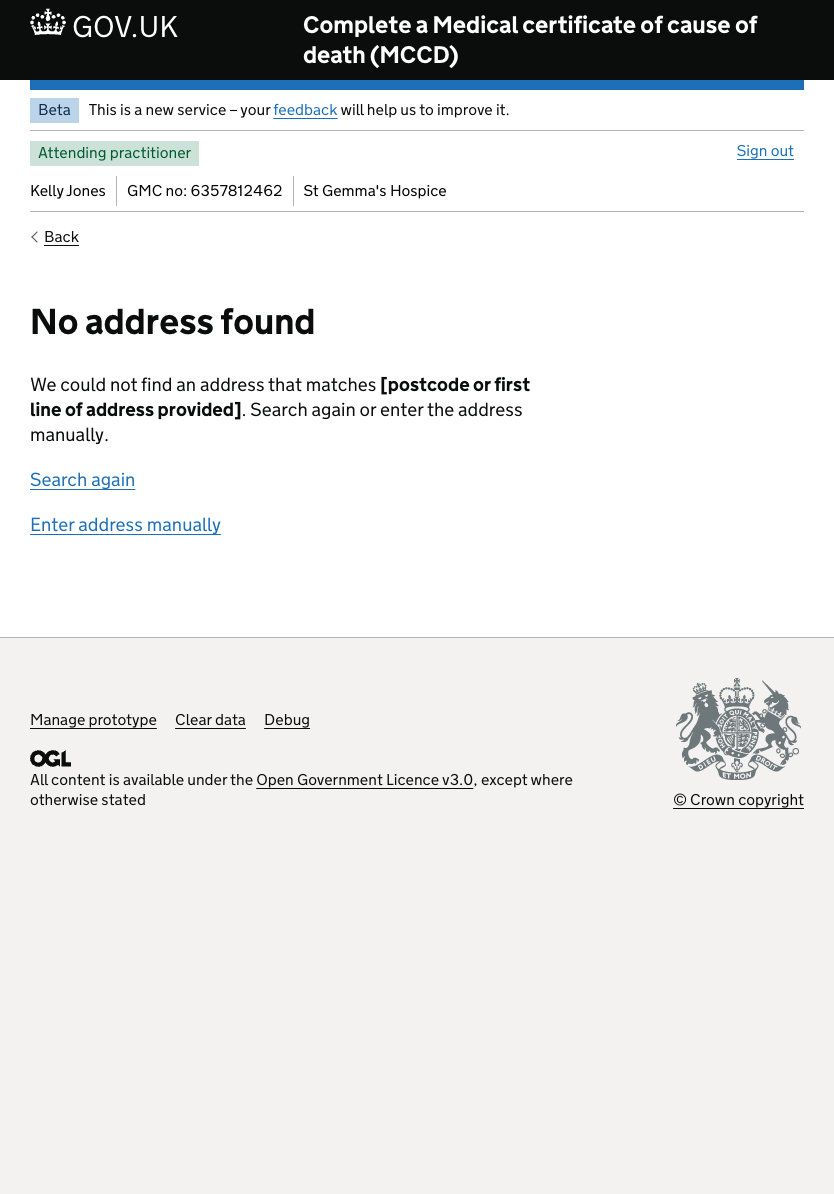 GOV.UK
Complete a Medical certificate of cause of
death (MCCD)
Beta This is a new service – your feedback will help us to improve it.
Attending practitioner
Sign out
Kelly Jones GMC no: 6357812462 St Gemma's Hospice
Back
No address found
We could not find an address that matches [postcode or first
line of address provided]. Search again or enter the address
manually.
Search again
Enter address manually
Manage prototype Clear data Debug
OGL
All content is available under the Open Government Licence v3.0, except where
otherwise stated
DIEU ET MON DROIT
© Crown copyright